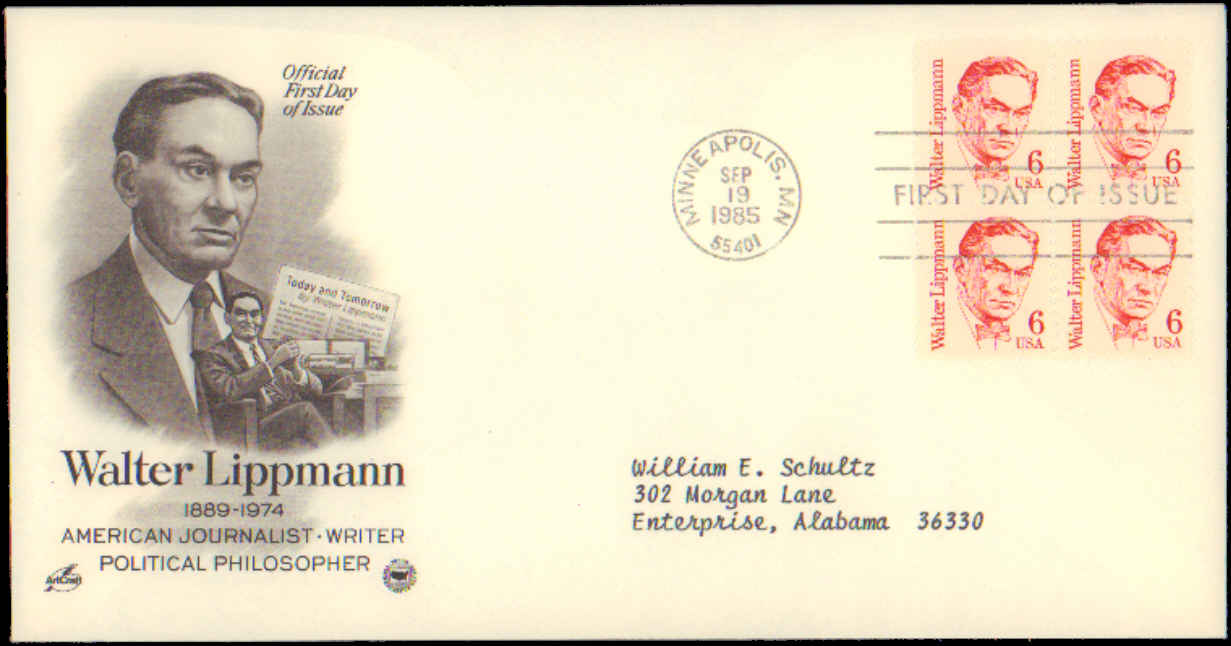 Official
First Day
of Issue
Today and Tomorrow
by Walter Lippmann
Walter Lippmann
1889-1974
AMERICAN JOURNALIST · WRITER
POLITICAL PHILOSOPHER
ArtCraft
MINNEAPOLIS, MN
SEP
19
1985
55401
FIRST DAY OF ISSUE
Walter Lippmann
6
USA
Walter Lippmann
6
USA
Walter Lippmann
6
USA
Walter Lippmann
6
USA
William E. Schultz
302 Morgan Lane
Enterprise, Alabama 36330